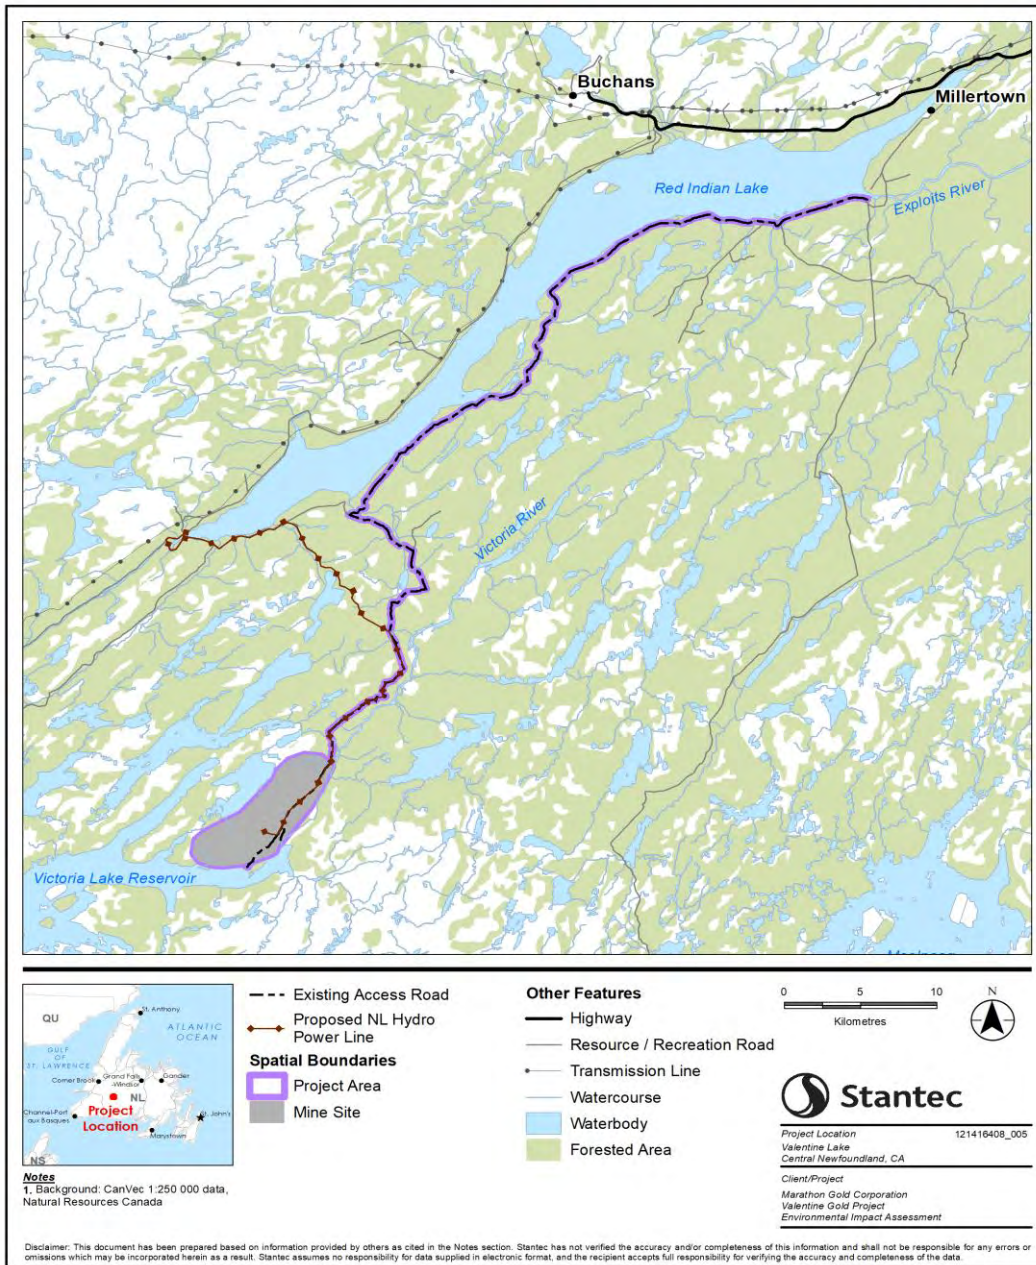 Buchans
Millertown
Red Indian Lake
Exploits River
Victoria River
Victoria Lake Reservoir
QU
St. Anthony
ATLANTIC
OCEAN
GULF
OF
ST. LAWRENCE
Corner Brook
Grand Falls
-Windsor
Gander
NL
Channel-Port
aux Basques
Project
Location
St. John's
Marystown
NS
Notes
1. Background: CanVec 1:250 000 data,
Natural Resources Canada
Existing Access Road
Proposed NL Hydro
Power Line
Spatial Boundaries
Project Area
Mine Site
Other Features
Highway
Resource / Recreation Road
Transmission Line
Watercourse
Waterbody
Forested Area
0 5 10
Kilometres
N
Stantec
Project Location 121416408_005
Valentine Lake
Central Newfoundland, CA
Client/Project
Marathon Gold Corporation
Valentine Gold Project
Environmental Impact Assessment
Disclaimer: This document has been prepared based on information provided by others as cited in the Notes section. Stantec has not verified the accuracy and/or completeness of this information and shall not be responsible for any errors or
omissions which may be incorporated herein as a result. Stantec assumes no responsibility for data supplied in electronic format, and the recipient accepts full responsibility for verifying the accuracy and completeness of the data.